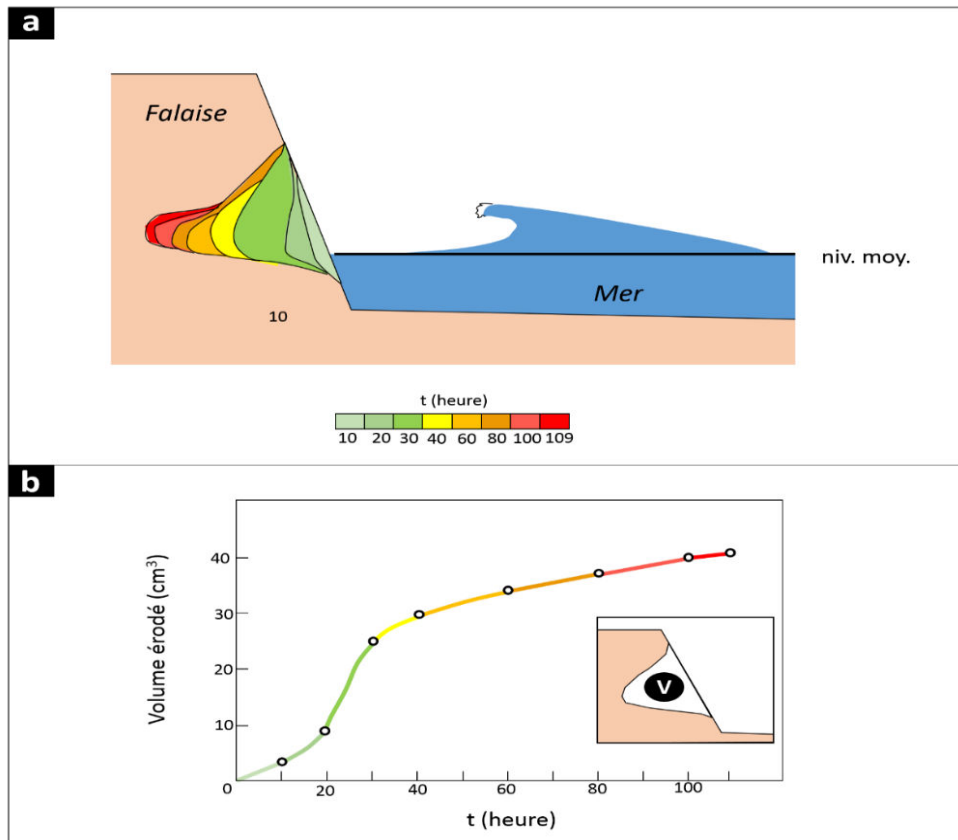 a
Falaise
niv. moy.
Mer
10
t (heure)
10 20 30 40 60 80 100 109
b
Volume érodé (cm³)
40
30
20
10
V
0 20 40 60 80 100
t (heure)